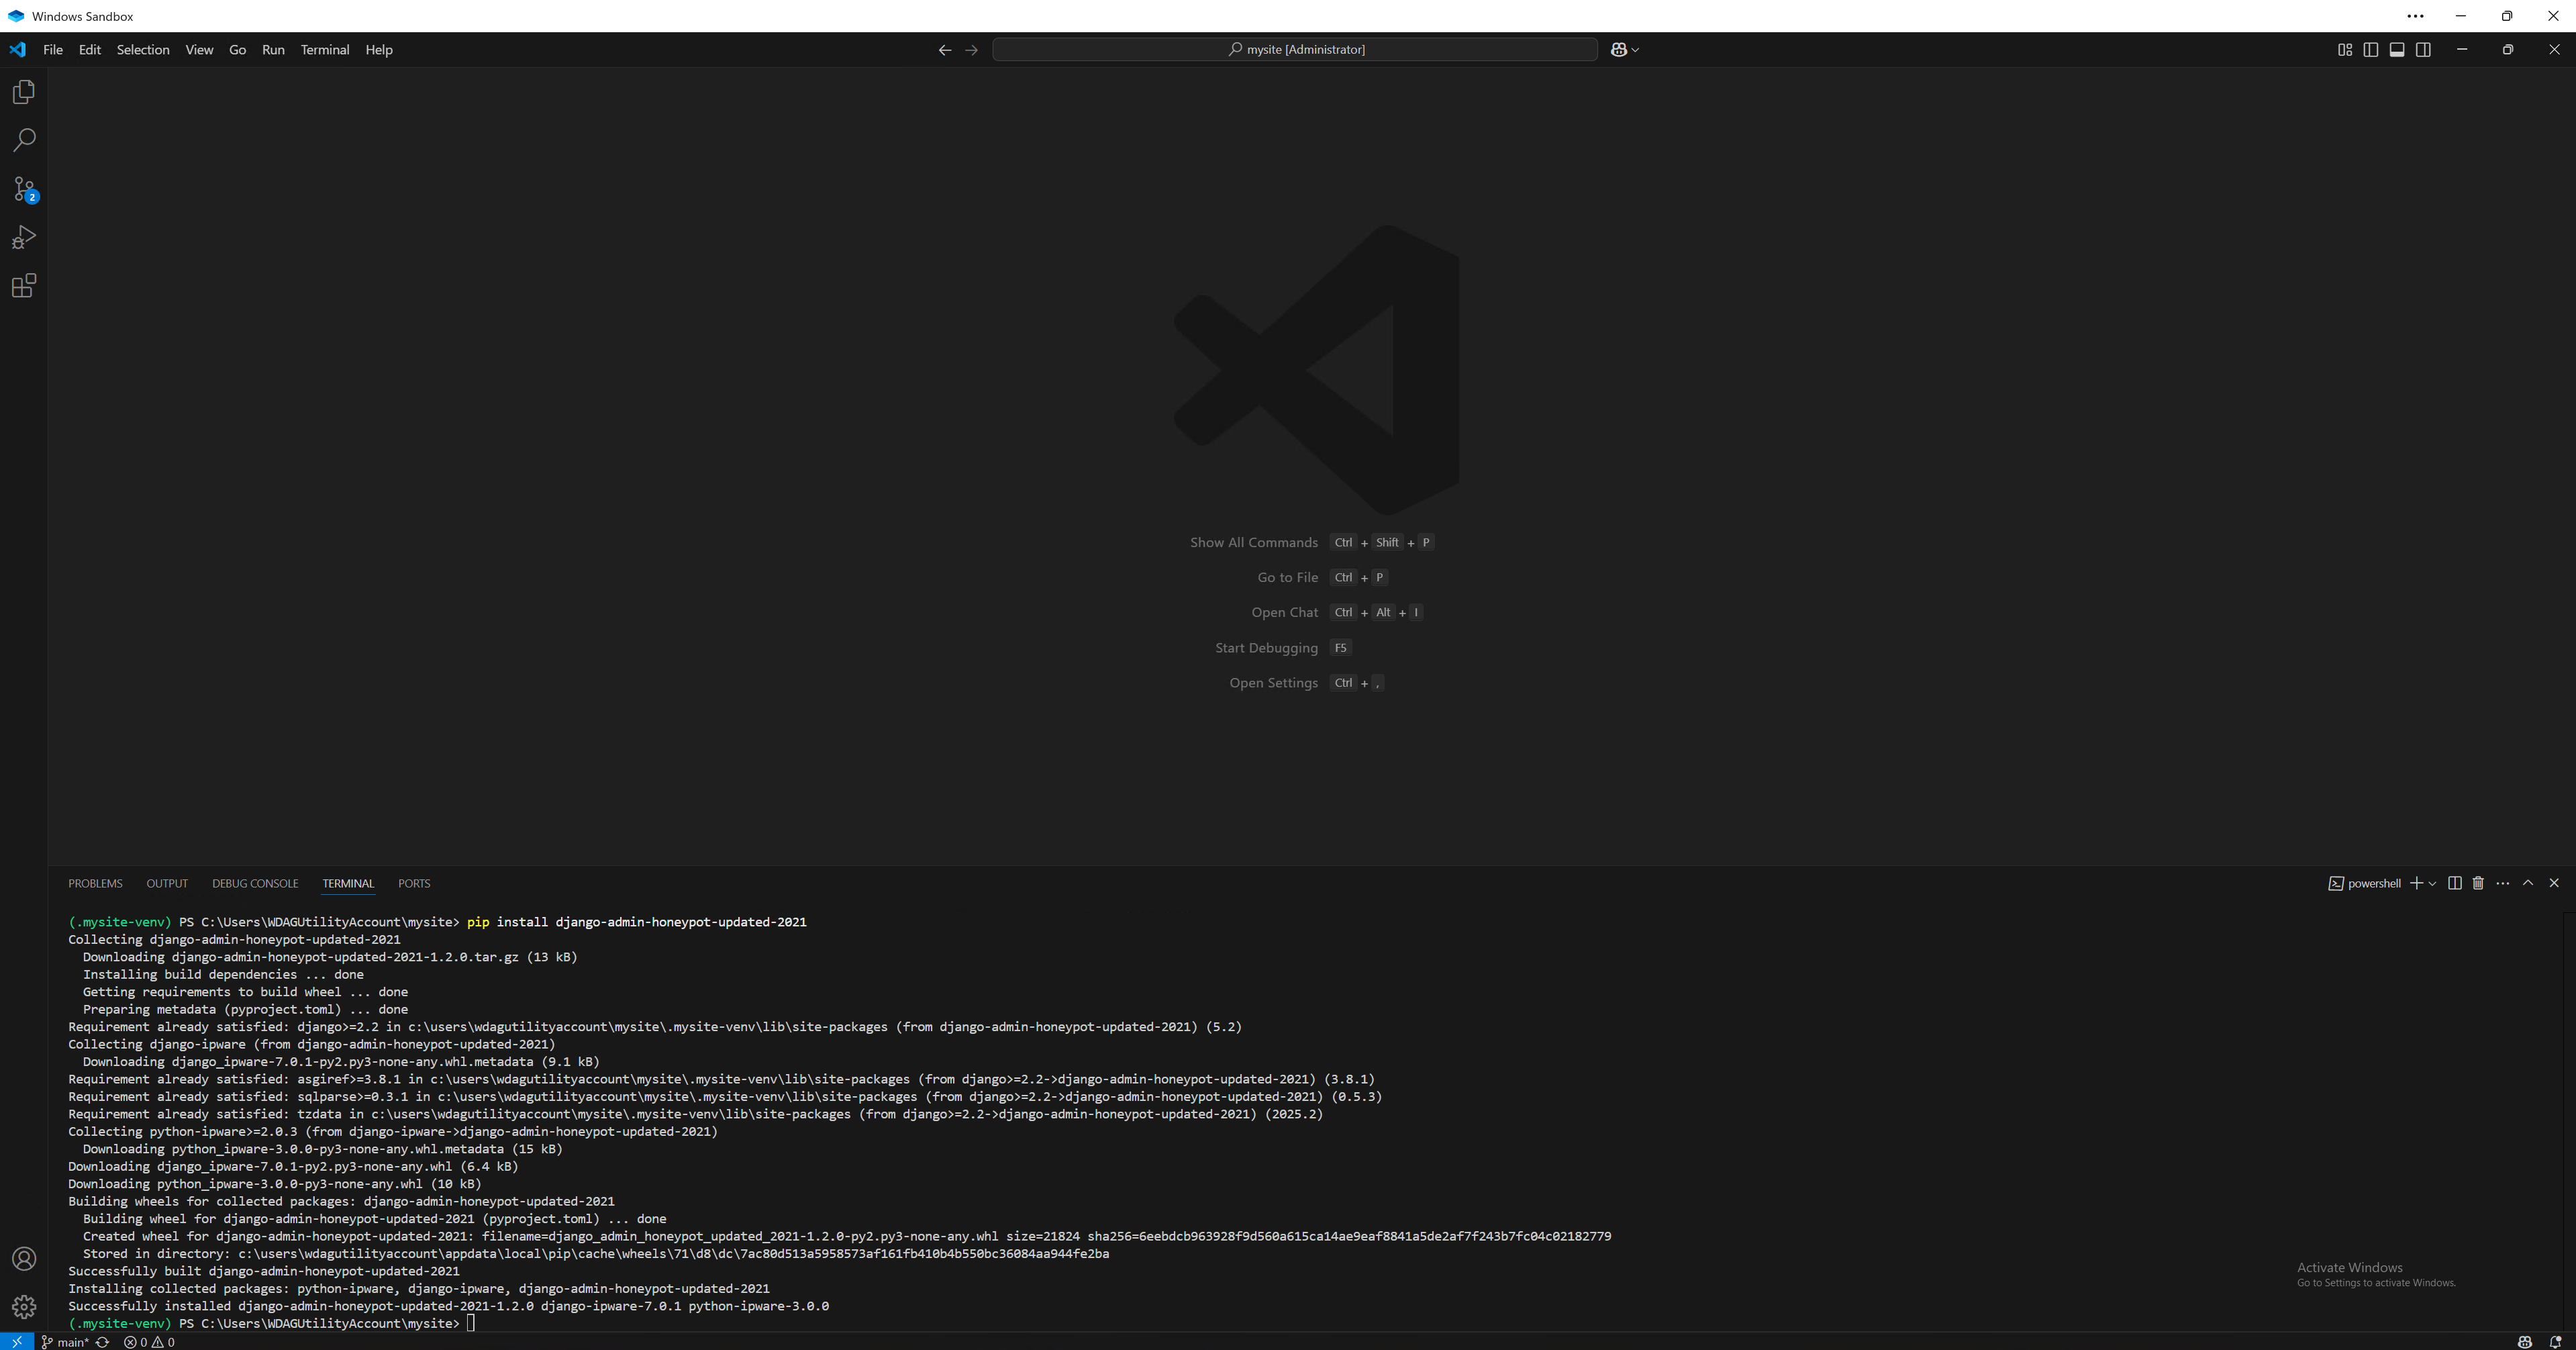 Windows Sandbox
File Edit Selection View Go Run Terminal Help
mysite [Administrator]
2
Show All Commands Ctrl + Shift + P
Go to File Ctrl + P
Open Chat Ctrl + Alt + I
Start Debugging F5
Open Settings Ctrl + ,
PROBLEMS OUTPUT DEBUG CONSOLE TERMINAL PORTS
powershell
(.mysite-venv) PS C:\Users\WDAGUtilityAccount\mysite> pip install django-admin-honeypot-updated-2021
Collecting django-admin-honeypot-updated-2021
  Downloading django-admin-honeypot-updated-2021-1.2.0.tar.gz (13 kB)
  Installing build dependencies ... done
  Getting requirements to build wheel ... done
  Preparing metadata (pyproject.toml) ... done
Requirement already satisfied: django>=2.2 in c:\users\wdagutilityaccount\mysite\.mysite-venv\lib\site-packages (from django-admin-honeypot-updated-2021) (5.2)
Collecting django-ipware (from django-admin-honeypot-updated-2021)
  Downloading django_ipware-7.0.1-py2.py3-none-any.whl.metadata (9.1 kB)
Requirement already satisfied: asgiref>=3.8.1 in c:\users\wdagutilityaccount\mysite\.mysite-venv\lib\site-packages (from django>=2.2->django-admin-honeypot-updated-2021) (3.8.1)
Requirement already satisfied: sqlparse>=0.3.1 in c:\users\wdagutilityaccount\mysite\.mysite-venv\lib\site-packages (from django>=2.2->django-admin-honeypot-updated-2021) (0.5.3)
Requirement already satisfied: tzdata in c:\users\wdagutilityaccount\mysite\.mysite-venv\lib\site-packages (from django>=2.2->django-admin-honeypot-updated-2021) (2025.2)
Collecting python-ipware>=2.0.3 (from django-ipware->django-admin-honeypot-updated-2021)
  Downloading python_ipware-3.0.0-py3-none-any.whl.metadata (15 kB)
Downloading django_ipware-7.0.1-py2.py3-none-any.whl (6.4 kB)
Downloading python_ipware-3.0.0-py3-none-any.whl (10 kB)
Building wheels for collected packages: django-admin-honeypot-updated-2021
  Building wheel for django-admin-honeypot-updated-2021 (pyproject.toml) ... done
  Created wheel for django-admin-honeypot-updated-2021: filename=django_admin_honeypot_updated_2021-1.2.0-py2.py3-none-any.whl size=21824 sha256=6eebdcb963928f9d560a615ca14ae9eaf8841a5de2af7f243b7fc04c02182779
  Stored in directory: c:\users\wdagutilityaccount\appdata\local\pip\cache\wheels\71\d8\dc\7ac80d513a5958573af161fb410b4b550bc36084aa944fe2ba
Successfully built django-admin-honeypot-updated-2021
Installing collected packages: python-ipware, django-ipware, django-admin-honeypot-updated-2021
Successfully installed django-admin-honeypot-updated-2021-1.2.0 django-ipware-7.0.1 python-ipware-3.0.0
(.mysite-venv) PS C:\Users\WDAGUtilityAccount\mysite>
Activate Windows
Go to Settings to activate Windows.
main* 0 0